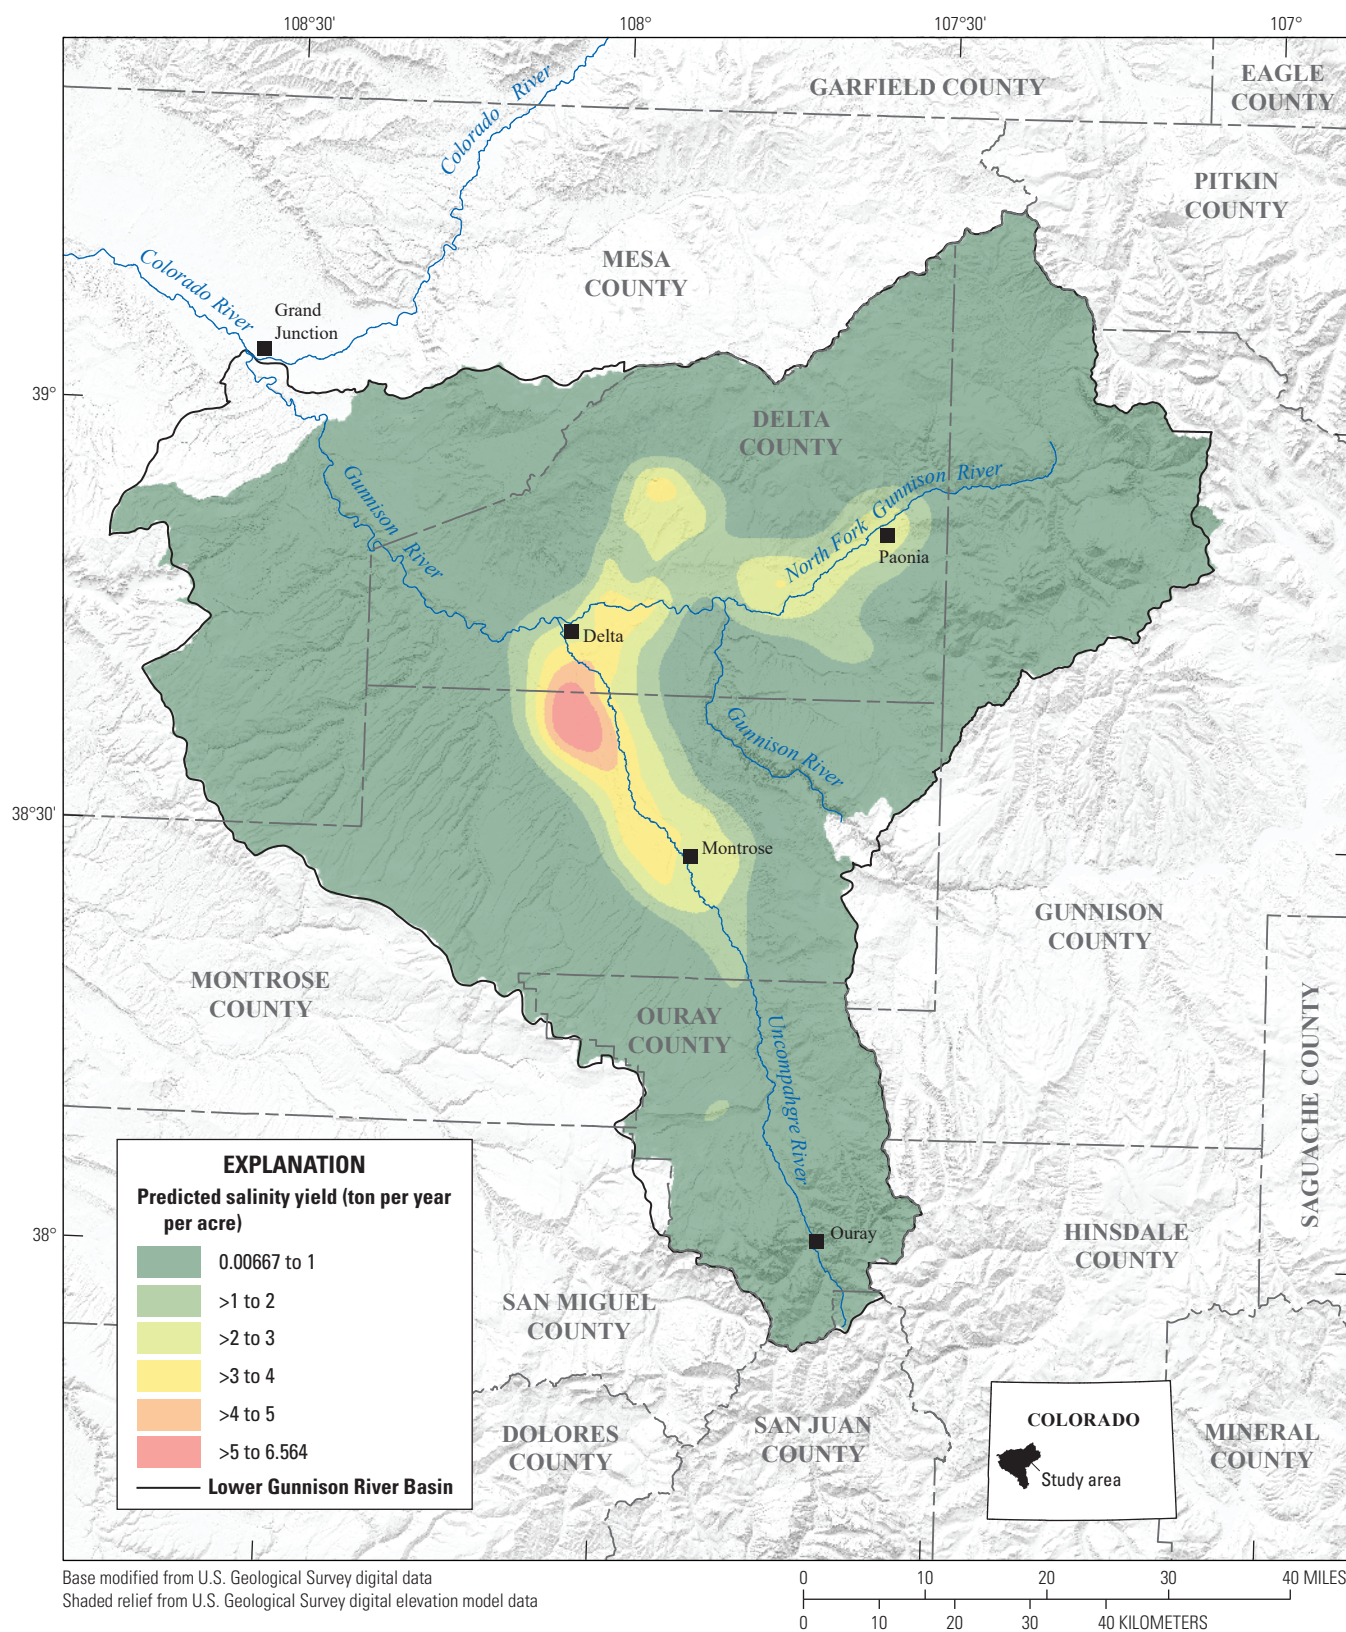 108°30'
108°
107°30'
107°
GARFIELD COUNTY
EAGLE
COUNTY
Colorado River
PITKIN
COUNTY
MESA
COUNTY
Colorado River
Grand
Junction
39°
DELTA
COUNTY
Gunnison River
North Fork Gunnison River
Paonia
Delta
Gunnison River
38°30'
Montrose
GUNNISON
COUNTY
MONTROSE
COUNTY
OURAY
COUNTY
Uncompahgre River
SAGUACHE COUNTY
38°
Ouray
HINSDALE
COUNTY
SAN MIGUEL
COUNTY
DOLORES
COUNTY
SAN JUAN
COUNTY
MINERAL
COUNTY
EXPLANATION
Predicted salinity yield (ton per year
per acre)
0.00667 to 1
>1 to 2
>2 to 3
>3 to 4
>4 to 5
>5 to 6.564
Lower Gunnison River Basin
COLORADO
Study area
Base modified from U.S. Geological Survey digital data
Shaded relief from U.S. Geological Survey digital elevation model data
0 10 20 30 40 MILES
0 10 20 30 40 KILOMETERS